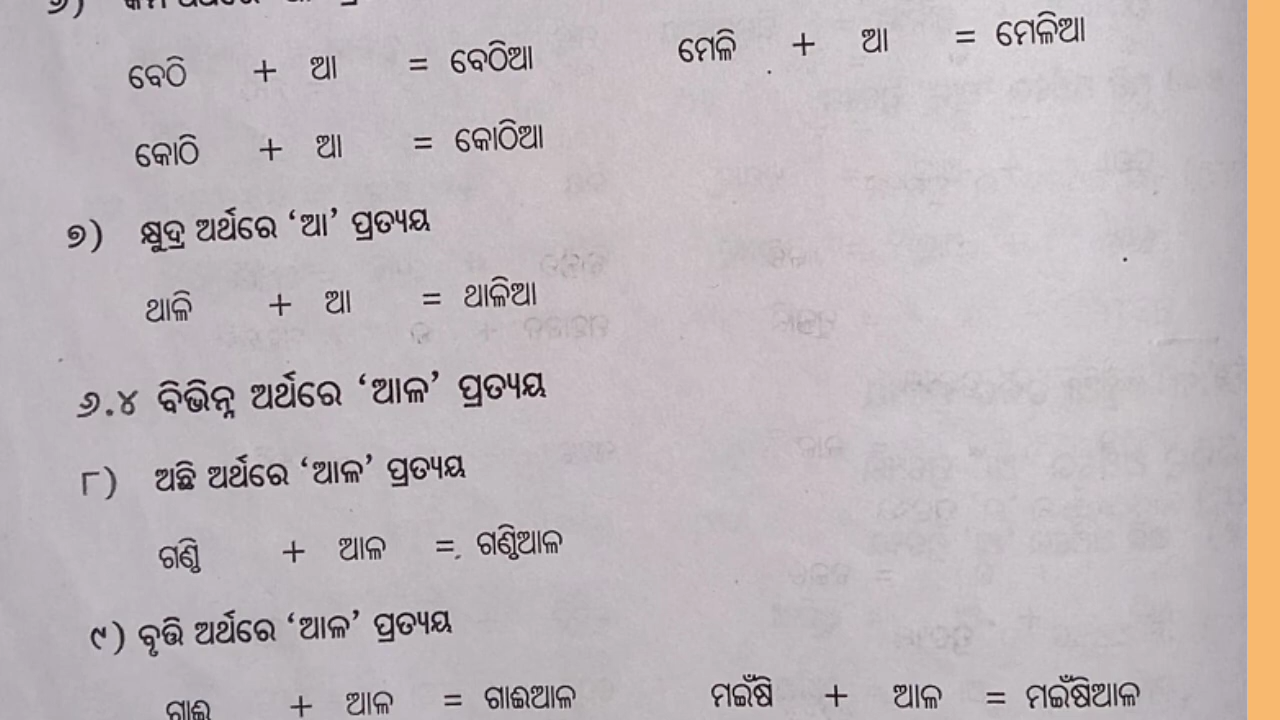 ବେଠି + ଆ = ବେଠିଆ ମେଳି + ଆ = ମେଳିଆ
କୋଠି + ଆ = କୋଠିଆ
୭) କ୍ଷୁଦ୍ର ଅର୍ଥରେ ‘ଆ’ ପ୍ରତ୍ୟୟ
ଥାଳି + ଆ = ଥାଳିଆ
୬.୪ ବିଭିନ୍ନ ଅର୍ଥରେ ‘ଆଳ’ ପ୍ରତ୍ୟୟ
୮) ଅଛି ଅର୍ଥରେ ‘ଆଳ’ ପ୍ରତ୍ୟୟ
ଗଣ୍ଠି + ଆଳ = ଗଣ୍ଠିଆଳ
୯) ବୃତ୍ତି ଅର୍ଥରେ ‘ଆଳ’ ପ୍ରତ୍ୟୟ
ଗାଈ + ଆଳ = ଗାଈଆଳ ମଇଁଷି + ଆଳ = ମଇଁଷିଆଳ